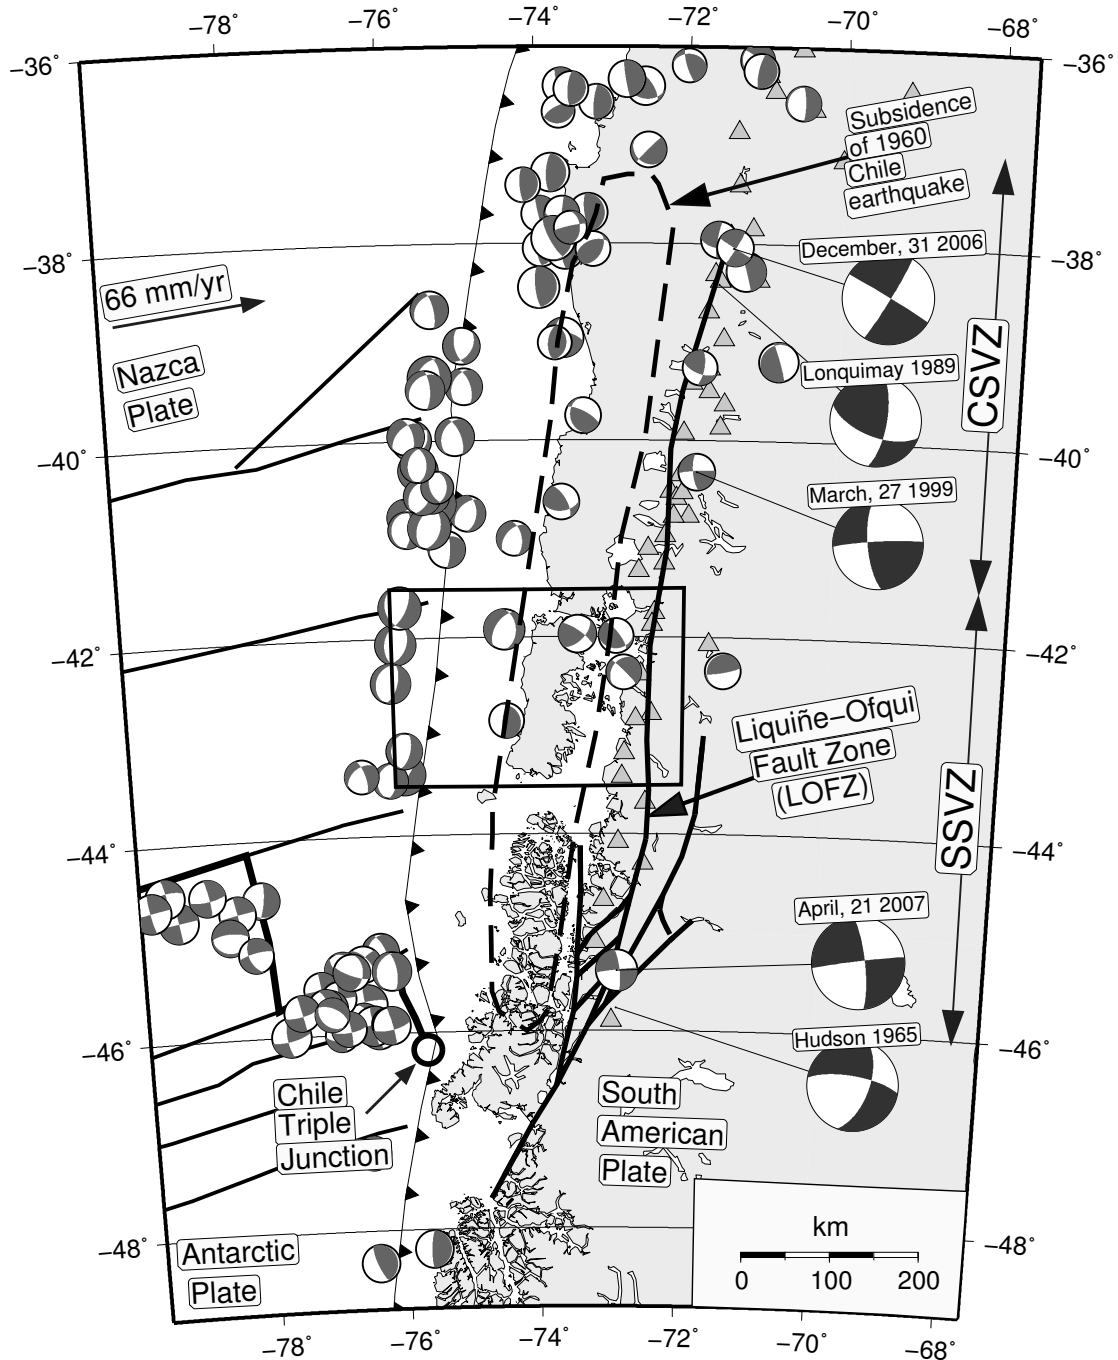 −78˚
−76˚
−74˚
−72˚
−70˚
−68˚
−36˚
−36˚
Subsidence
of 1960
Chile
earthquake
−38˚
December, 31 2006
−38˚
66 mm/yr
Nazca
Plate
Lonquimay 1989
CSVZ
−40˚
−40˚
March, 27 1999
−42˚
−42˚
Liquiñe−Ofqui
Fault Zone
(LOFZ)
SSVZ
−44˚
−44˚
April, 21 2007
−46˚
Hudson 1965
−46˚
Chile
Triple
Junction
South
American
Plate
−48˚
Antarctic
Plate
km
0
100
200
−48˚
−78˚
−76˚
−74˚
−72˚
−70˚
−68˚